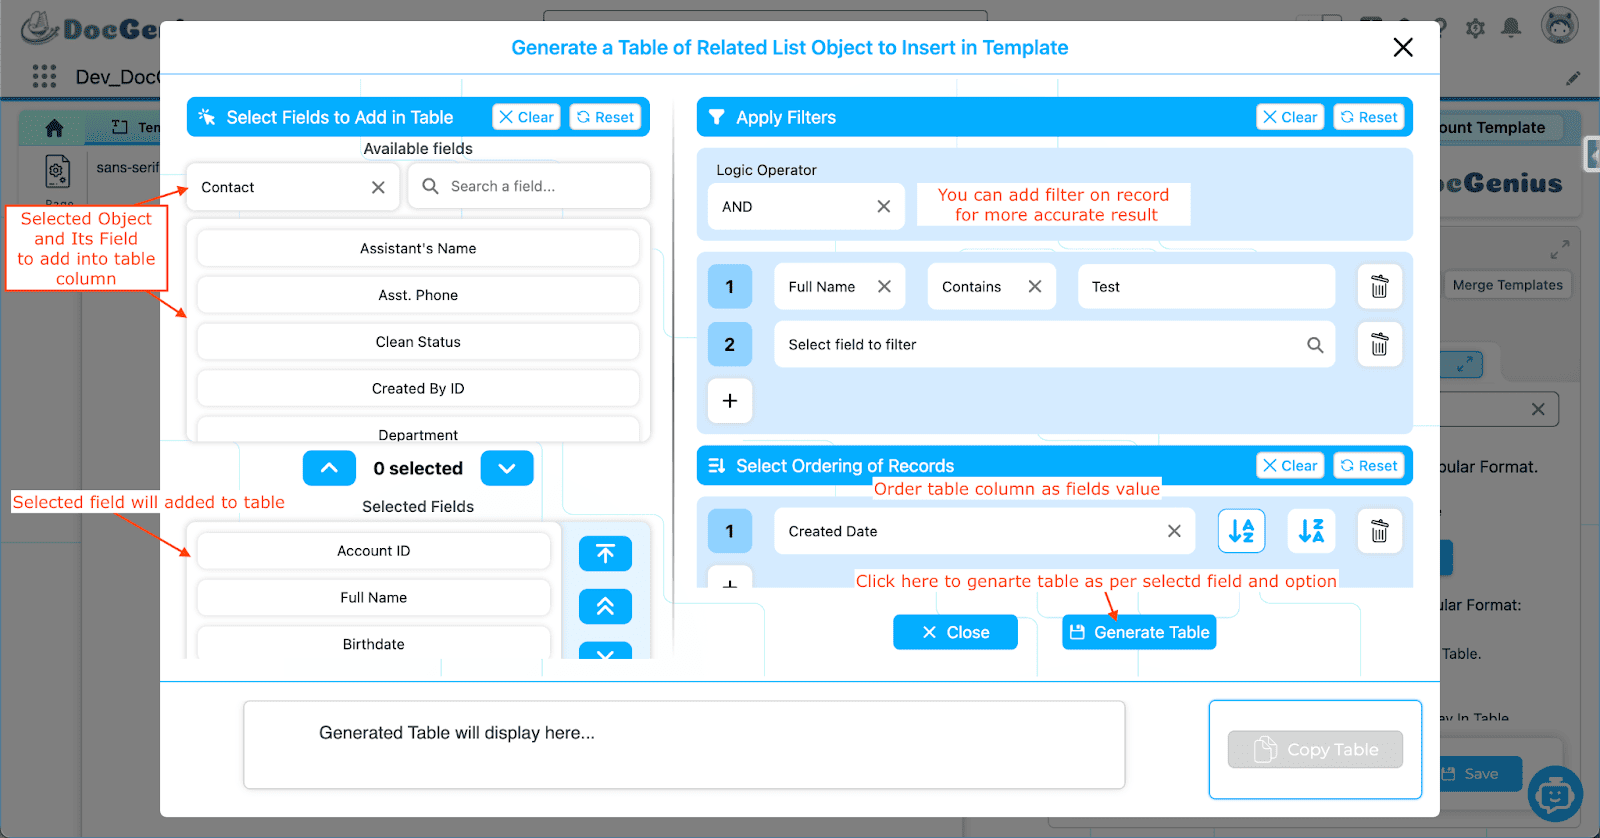 DocGe
Dev_Doc
Generate a Table of Related List Object to Insert in Template
Select Fields to Add in Table
Clear
Reset
Available fields
Contact
Search a field...
Selected Object
and Its Field
to add into table
column
Assistant's Name
Asst. Phone
Clean Status
Created By ID
Department
0 selected
Selected field will added to table
Selected Fields
Account ID
Full Name
Birthdate
Apply Filters
Clear
Reset
Logic Operator
AND
You can add filter on record
for more accurate result
1
Full Name
Contains
Test
2
Select field to filter
+
Select Ordering of Records
Clear
Reset
Order table column as fields value
1
Created Date
A
Z
Z
A
+
Click here to genarte table as per selectd field and option
Close
Generate Table
Generated Table will display here...
Copy Table
Ten
sans-serif
Page
ount Template
ocGenius
Merge Templates
bular Format.
ular Format:
Table.
ay In Table
Save